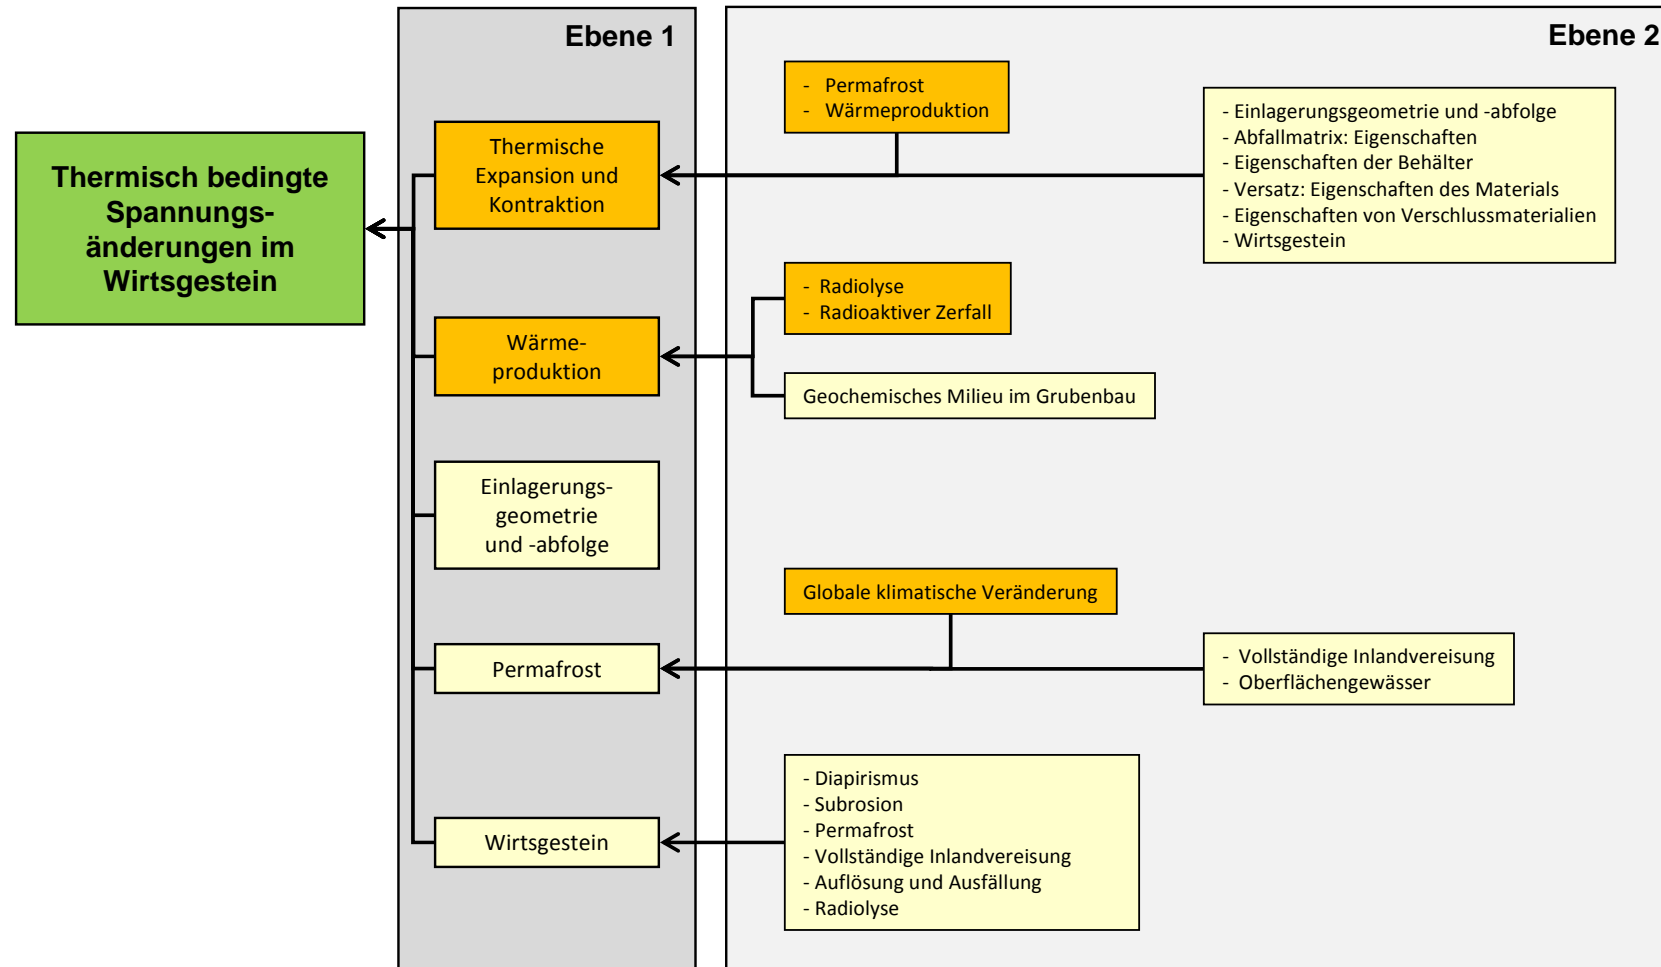 Ebene 1
Ebene 2
Thermisch bedingte
Spannungs-
änderungen im
Wirtsgestein
Thermische
Expansion und
Kontraktion
- Permafrost
- Wärmeproduktion
- Einlagerungsgeometrie und -abfolge
- Abfallmatrix: Eigenschaften
- Eigenschaften der Behälter
- Versatz: Eigenschaften des Materials
- Eigenschaften von Verschlussmaterialien
- Wirtsgestein
Wärme-
produktion
- Radiolyse
- Radioaktiver Zerfall
Geochemisches Milieu im Grubenbau
Einlagerungs-
geometrie
und -abfolge
Permafrost
Globale klimatische Veränderung
- Vollständige Inlandvereisung
- Oberflächengewässer
Wirtsgestein
- Diapirismus
- Subrosion
- Permafrost
- Vollständige Inlandvereisung
- Auflösung und Ausfällung
- Radiolyse